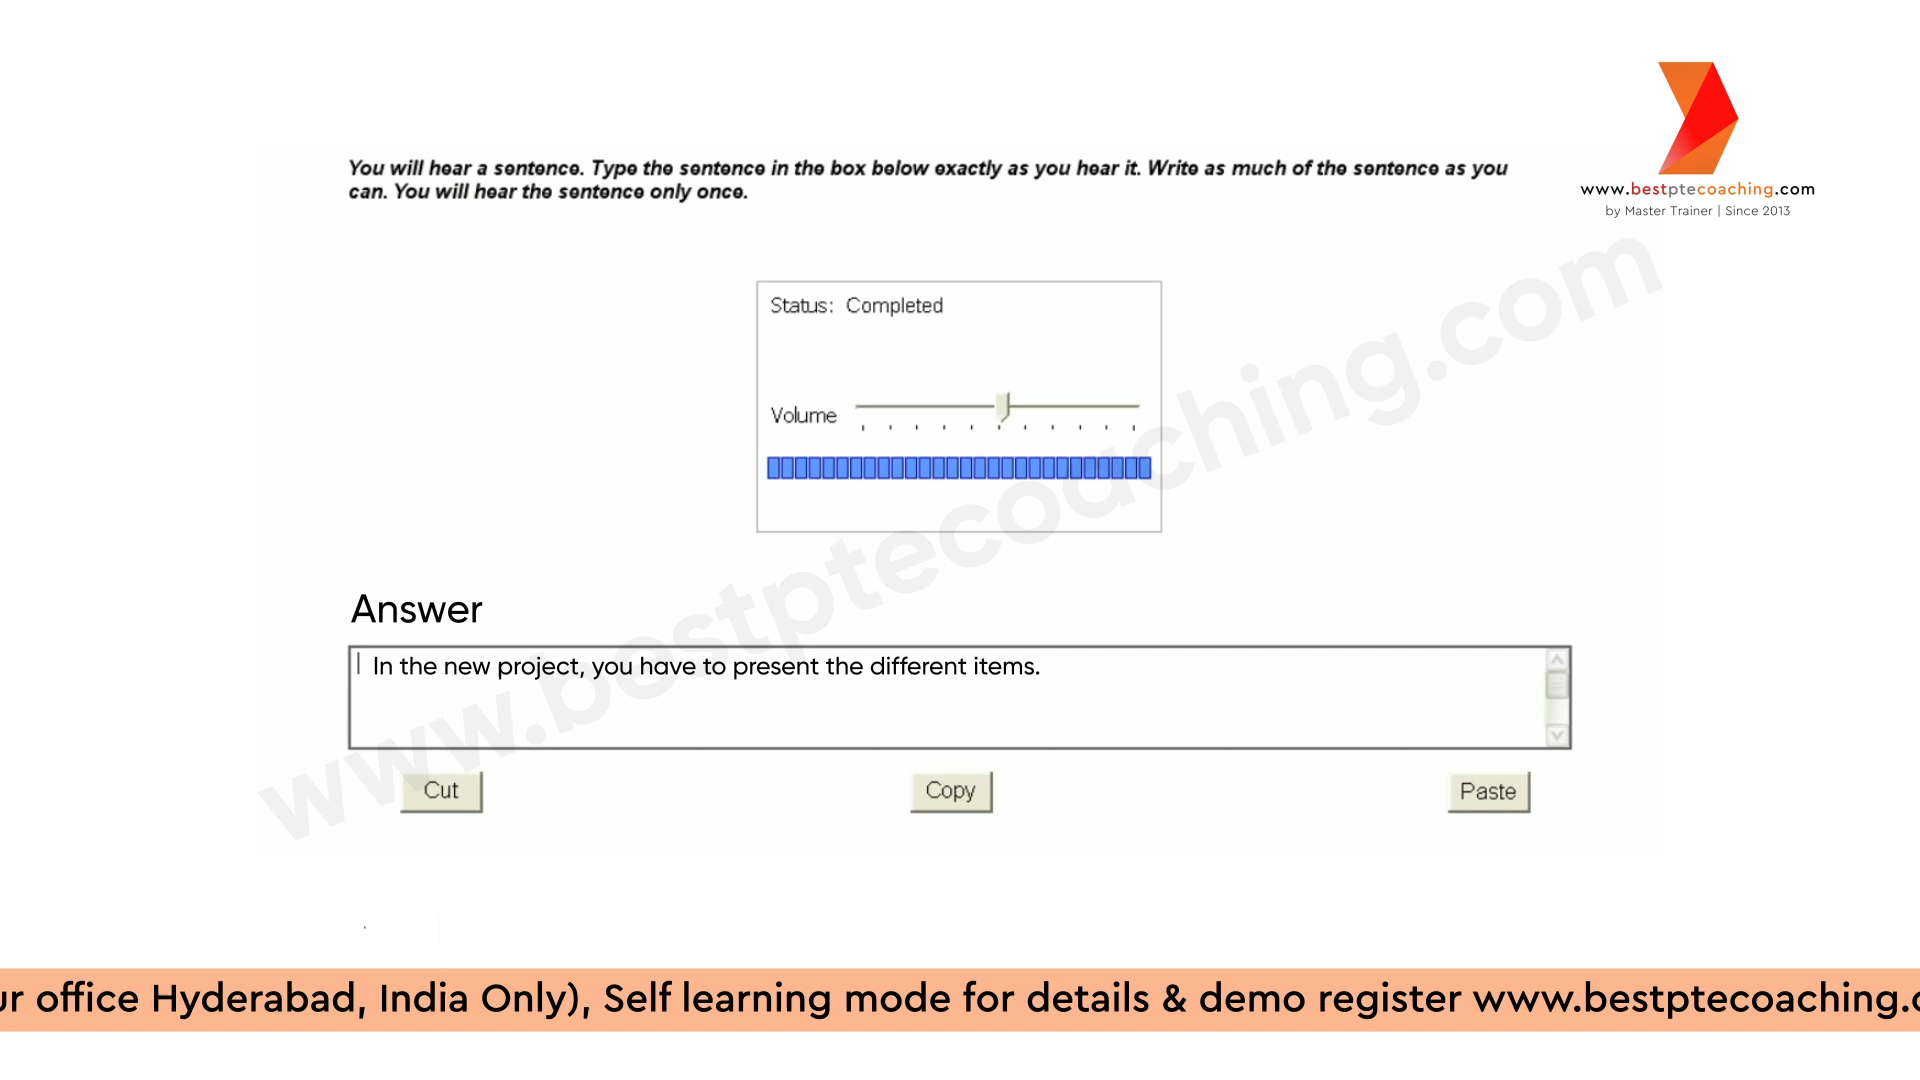 You will hear a sentence. Type the sentence in the box below exactly as you hear it. Write as much of the sentence as you
can. You will hear the sentence only once.
www.bestptecoaching.com
by Master Trainer | Since 2013
Status: Completed
Volume
www.bestptecoaching.com
Answer
In the new project, you have to present the different items.
Cut
Copy
Paste
office Hyderabad, India Only), Self learning mode for details & demo register www.bestptecoaching.